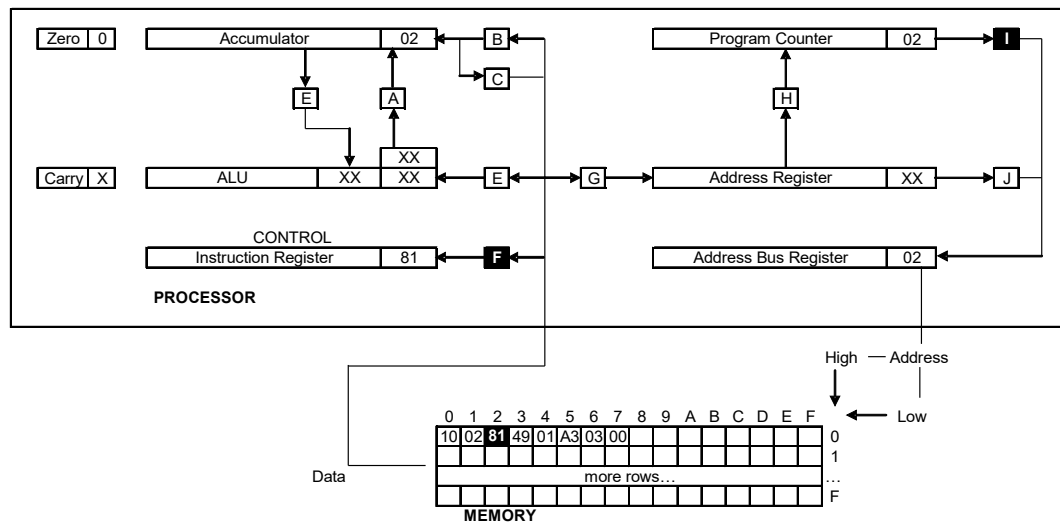 Zero 0 Accumulator 02 B Program Counter 02 I
C
E A H
XX
Carry X ALU XX XX E G Address Register XX J
CONTROL
Instruction Register 81 F Address Bus Register 02
PROCESSOR
High Address
Low
0 1 2 3 4 5 6 7 8 9 A B C D E F
10 02 81 49 01 A3 03 00 0
1
Data more rows... ...
F
MEMORY